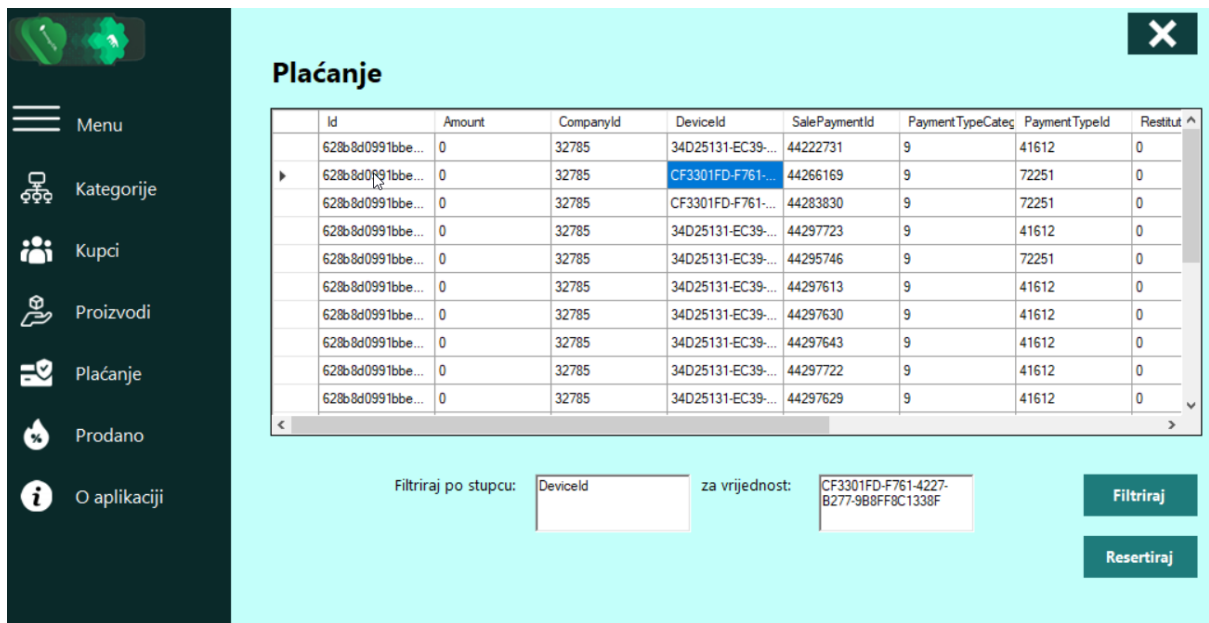 Plaćanje
Menu
Kategorije
Kupci
Proizvodi
Plaćanje
Prodano
O aplikaciji
Id Amount CompanyId DeviceId SalePaymentId PaymentTypeCateg PaymentTypeId Restitut
628b8d0991bbe... 0 32785 34D25131-EC39-... 44222731 9 41612 0
628b8d0991bbe... 0 32785 CF3301FD-F761-... 44266169 9 72251 0
628b8d0991bbe... 0 32785 CF3301FD-F761-... 44283830 9 72251 0
628b8d0991bbe... 0 32785 34D25131-EC39-... 44297723 9 41612 0
628b8d0991bbe... 0 32785 34D25131-EC39-... 44295746 9 72251 0
628b8d0991bbe... 0 32785 34D25131-EC39-... 44297613 9 41612 0
628b8d0991bbe... 0 32785 34D25131-EC39-... 44297630 9 41612 0
628b8d0991bbe... 0 32785 34D25131-EC39-... 44297643 9 41612 0
628b8d0991bbe... 0 32785 34D25131-EC39-... 44297722 9 41612 0
628b8d0991bbe... 0 32785 34D25131-EC39-... 44297629 9 41612 0
Filtriraj po stupcu: DeviceId za vrijednost: CF3301FD-F761-4227-
B277-9B8FF8C1338F
Filtriraj
Resertiraj